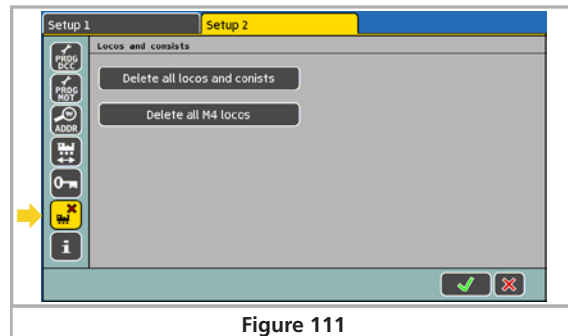 Setup 1
Setup 2
Locos and consists
PROG
DCC
PROG
MOT
ADDR
Delete all locos and conists
Delete all M4 locos
i
Figure 111